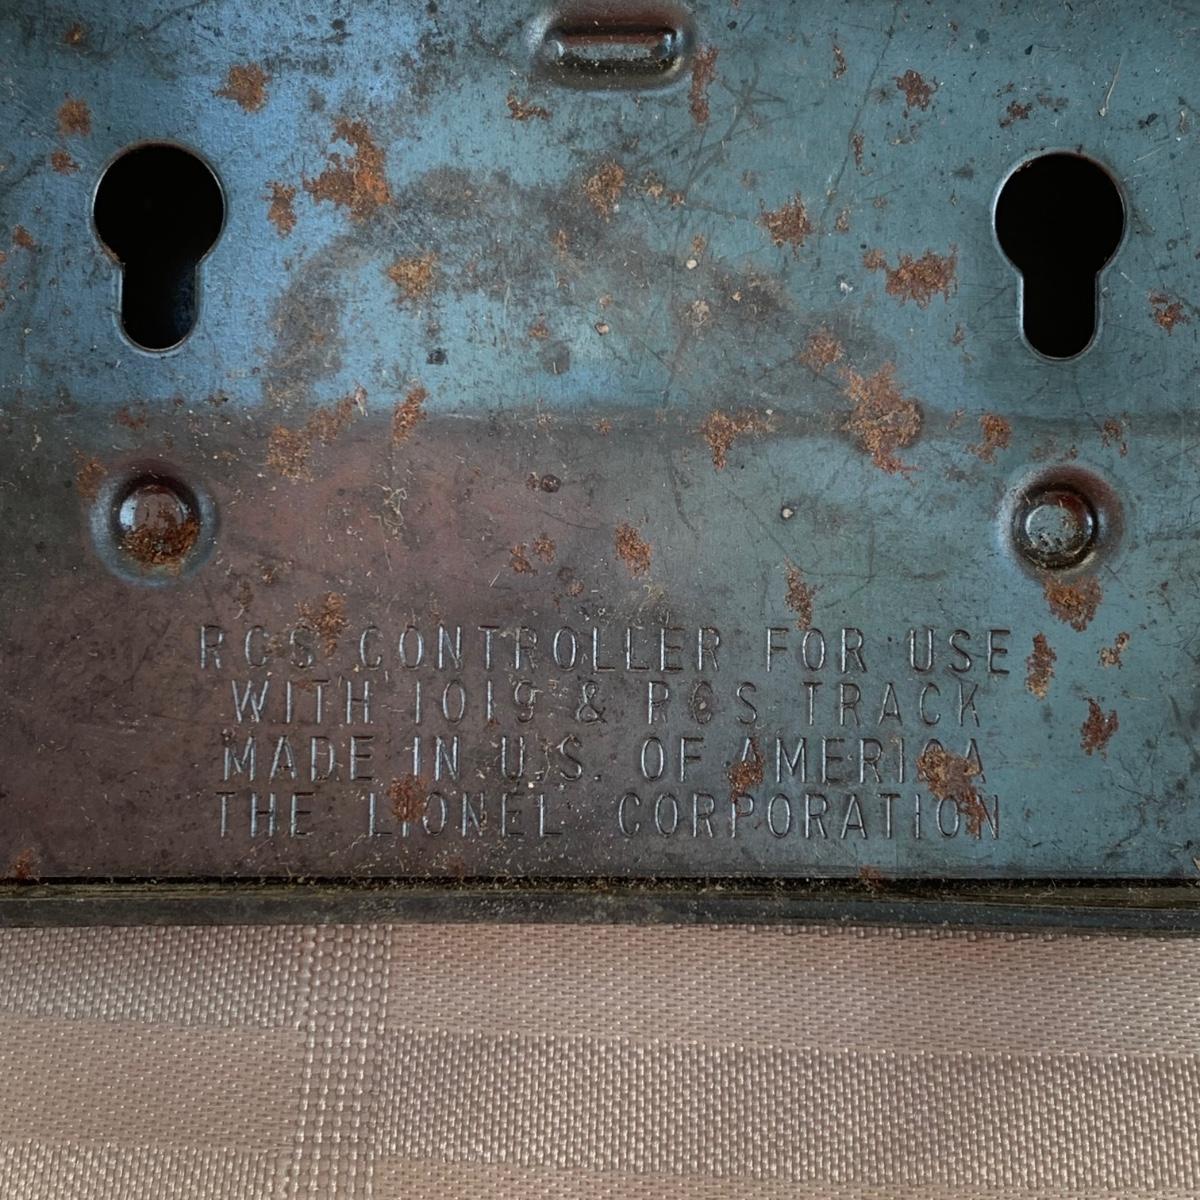 RCS CONTROLLER FOR USE
WITH 1019 & RCS TRACK
MADE IN U.S. OF AMERICA
THE LIONEL CORPORATION